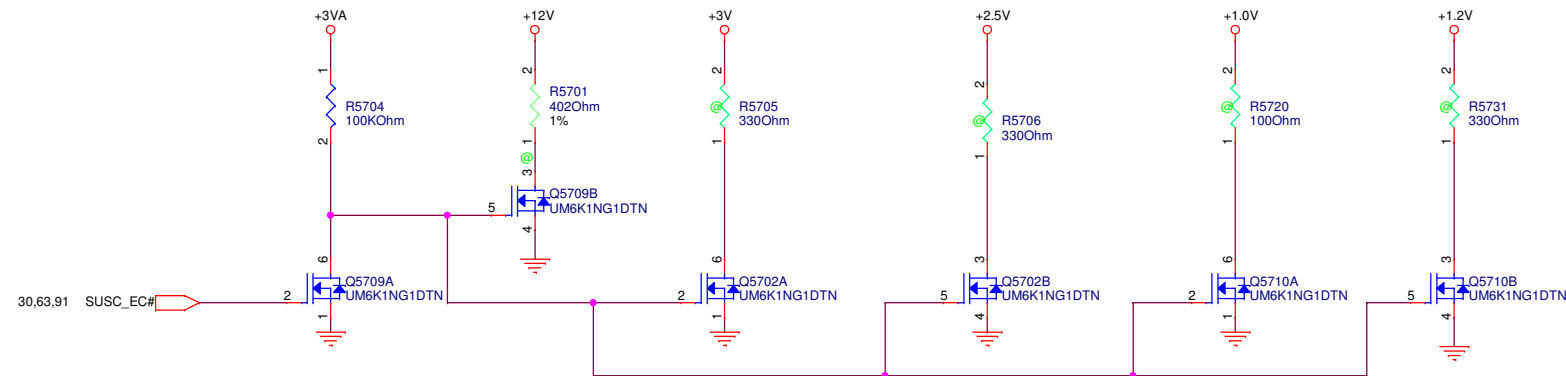 +3VA
+12V
+3V
+2.5V
+1.0V
+1.2V
1
2
2
2
2
2
R5704
100KOhm
R5701
402Ohm
1%
@
R5705
330Ohm
@
R5706
330Ohm
@
R5720
100Ohm
@
R5731
330Ohm
2
1
1
1
1
1
@
3
5
Q5709B
UM6K1NG1DTN
4
6
Q5709A
UM6K1NG1DTN
30,63,91 SUSC_EC#
2
1
6
Q5702A
UM6K1NG1DTN
2
1
3
Q5702B
UM6K1NG1DTN
5
4
6
Q5710A
UM6K1NG1DTN
2
1
3
Q5710B
UM6K1NG1DTN
5
4